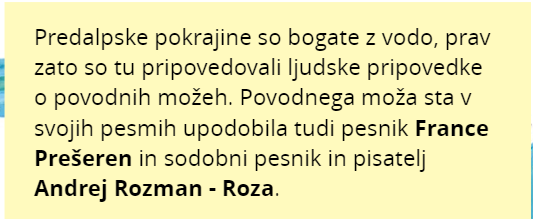 Predalpske pokrajine so bogate z vodo, prav
zato so tu pripovedovali ljudske pripovedke
o povodnih možeh. Povodnega moža sta v
svojih pesmih upodobila tudi pesnik France
Prešeren in sodobni pesnik in pisatelj
Andrej Rozman - Roza.